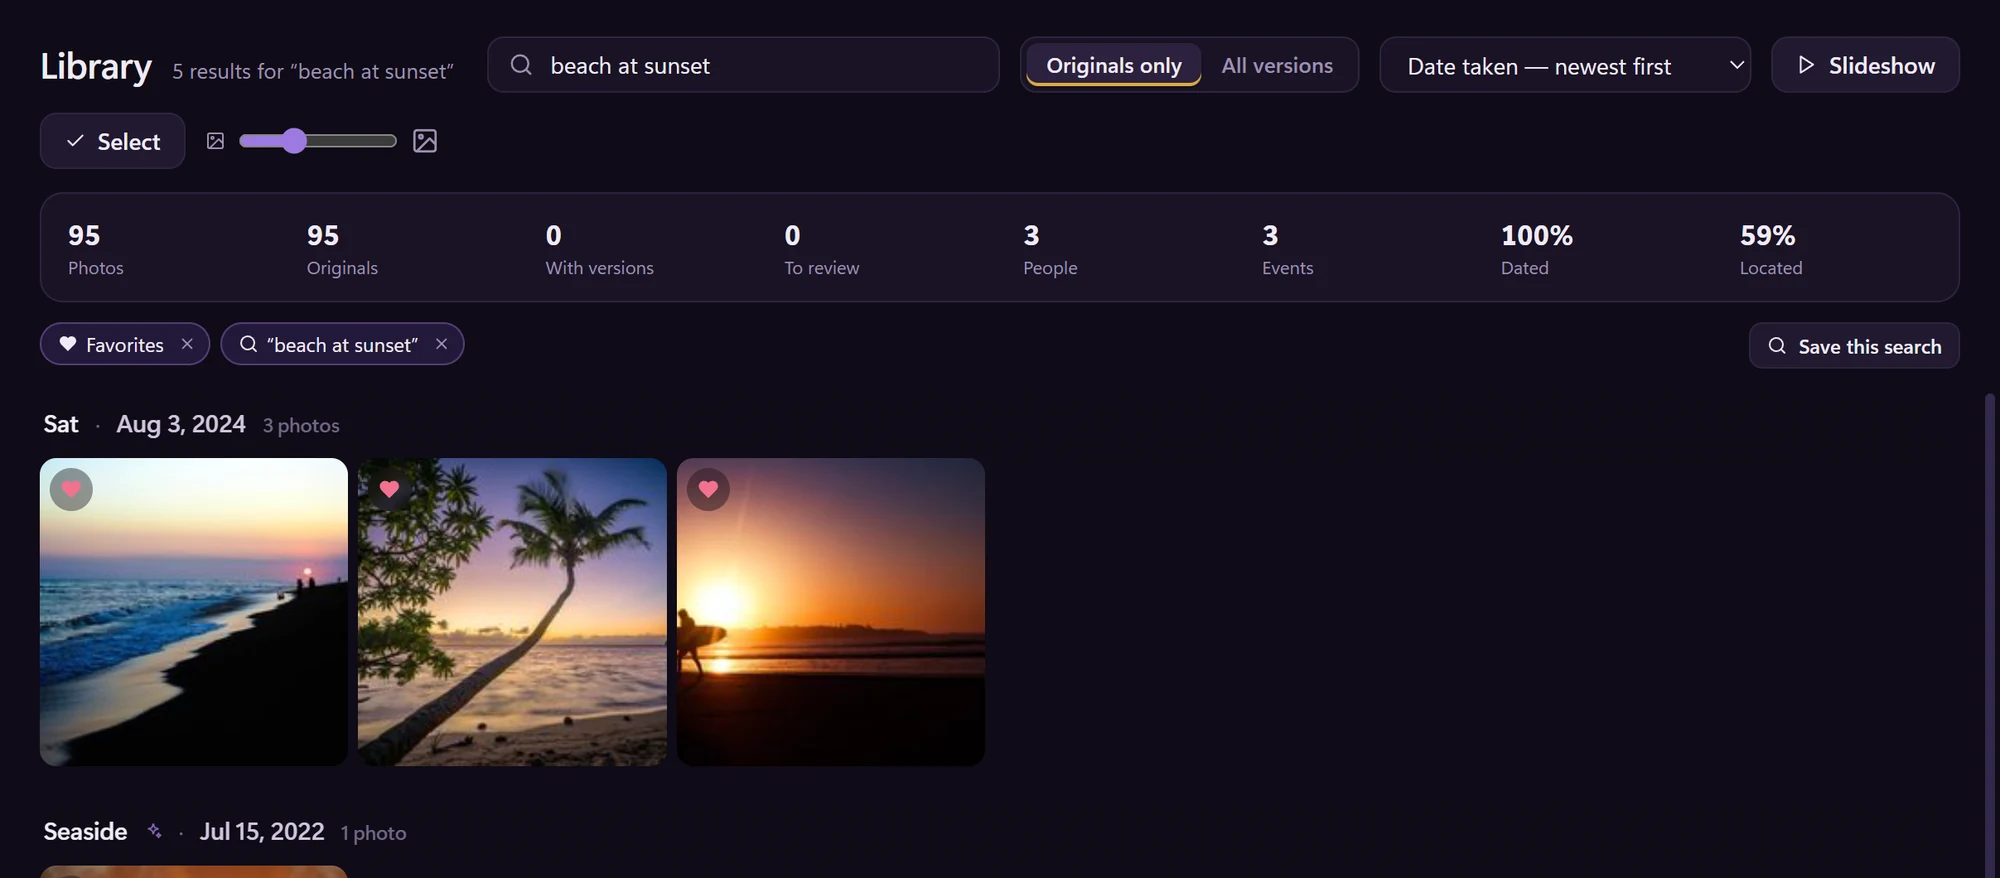 Library 5 results for “beach at sunset” beach at sunset Originals only All versions Date taken — newest first Slideshow
Select
95 95 0 0 3 3 100% 59%
Photos Originals With versions To review People Events Dated Located
Favorites “beach at sunset” Save this search
Sat · Aug 3, 2024 3 photos
Seaside · Jul 15, 2022 1 photo